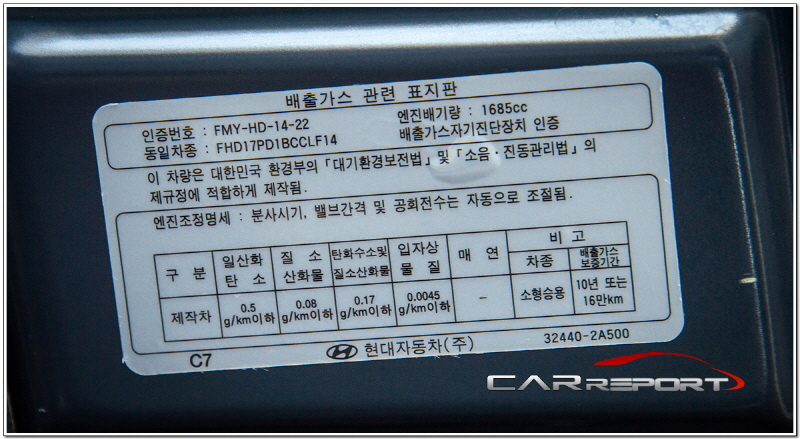 배출가스 관련 표지판
인증번호 : FMY-HD-14-22 엔진배기량 : 1685cc
동일차종 : FHD17PD1BCCLF14 배출가스자기진단장치 인증
이 차량은 대한민국 환경부의 「대기환경보전법」 및 「소음ㆍ진동관리법」의
제규정에 적합하게 제작됨.
엔진조정명세 : 분사시기, 밸브간격 및 공회전수는 자동으로 조절됨.
구 분 일산화 탄 소 질 소 산화물 탄화수소및 질소산화물 입자상 물 질 매 연 비 고
차종 배출가스 보증기간
제작차 0.5 g/km이하 0.08 g/km이하 0.17 g/km이하 0.0045 g/km이하 － 소형승용 10년 또는 16만km
C7 현대자동차(주) 32440-2A500
CARREPORT